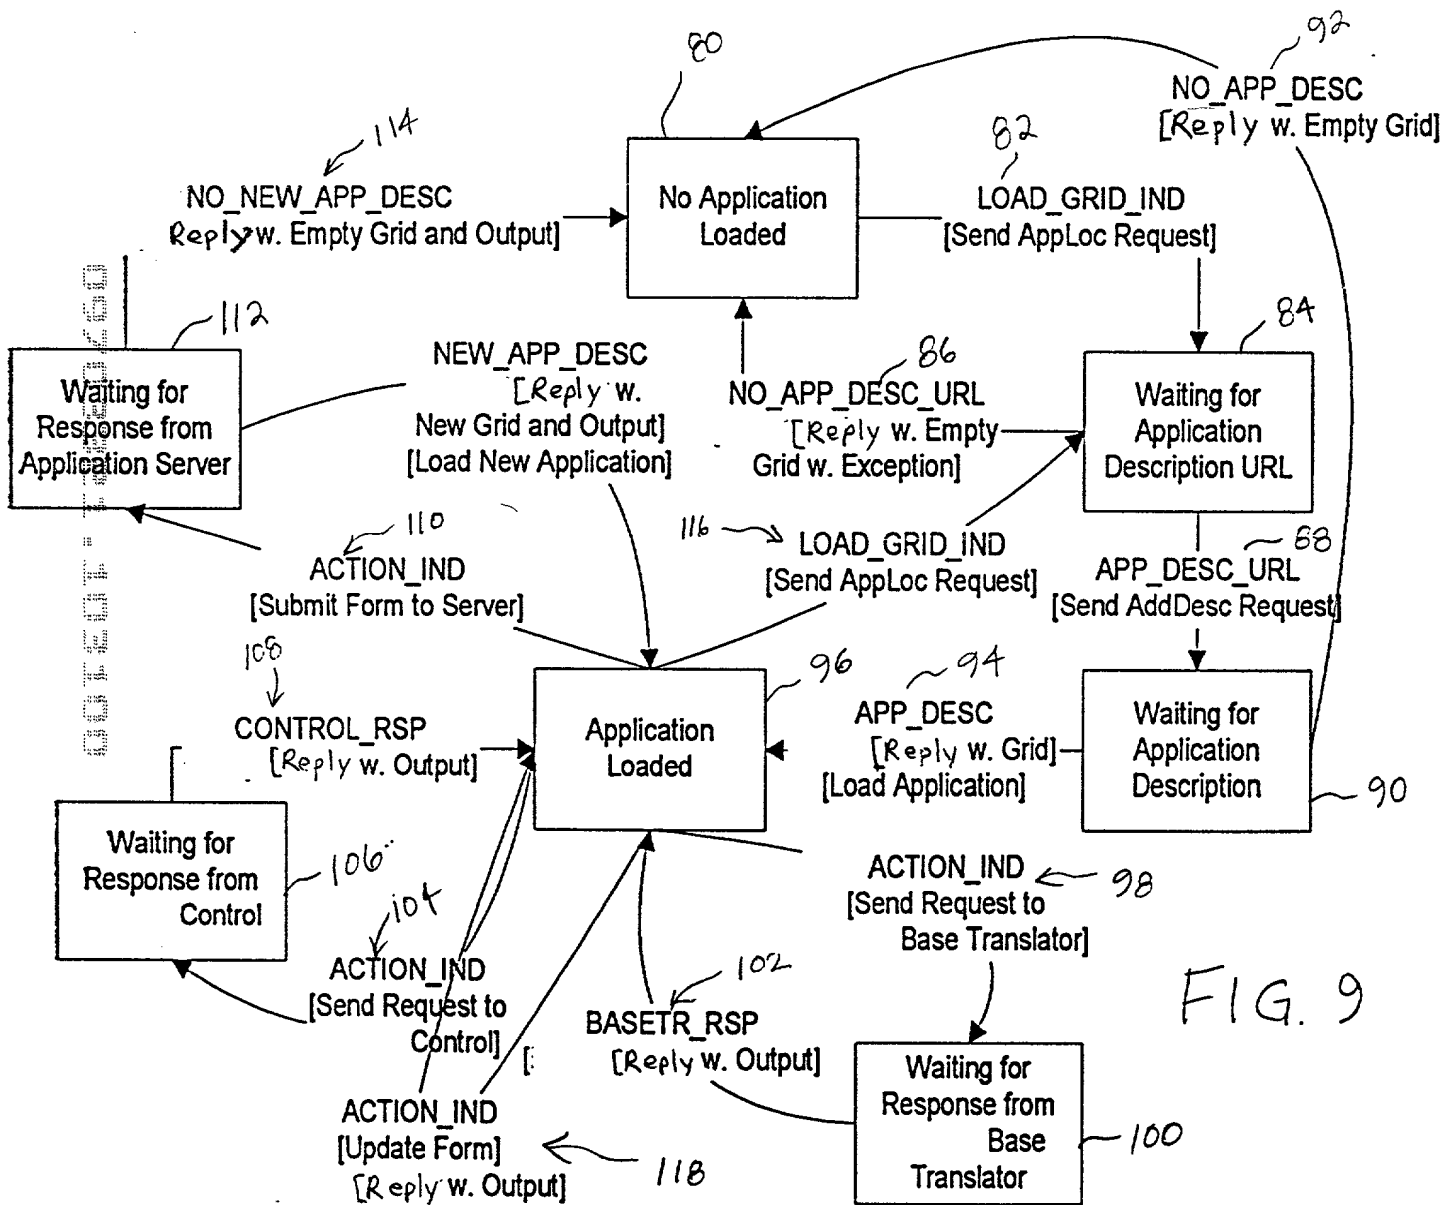 80
92
NO_APP_DESC
[Reply w. Empty Grid]
114
82
NO_NEW_APP_DESC
Reply w. Empty Grid and Output]
No Application
Loaded
LOAD_GRID_IND
[Send AppLoc Request]
112
Waiting for
Response from
Application Server
NEW_APP_DESC
[Reply w.
New Grid and Output]
[Load New Application]
86
NO_APP_DESC_URL
[Reply w. Empty
Grid w. Exception]
84
Waiting for
Application
Description URL
110
ACTION_IND
[Submit Form to Server]
116
LOAD_GRID_IND
[Send AppLoc Request]
88
APP_DESC_URL
[Send AddDesc Request]
108
CONTROL_RSP
[Reply w. Output]
96
Application
Loaded
94
APP_DESC
[Reply w. Grid]
[Load Application]
Waiting for
Application
Description
90
Waiting for
Response from
Control
106
104
ACTION_IND
[Send Request to
Control]
ACTION_IND
[Send Request to
Base Translator]
98
102
BASETR_RSP
[Reply w. Output]
FIG. 9
ACTION_IND
[Update Form]
[Reply w. Output]
118
Waiting for
Response from
Base
Translator
100